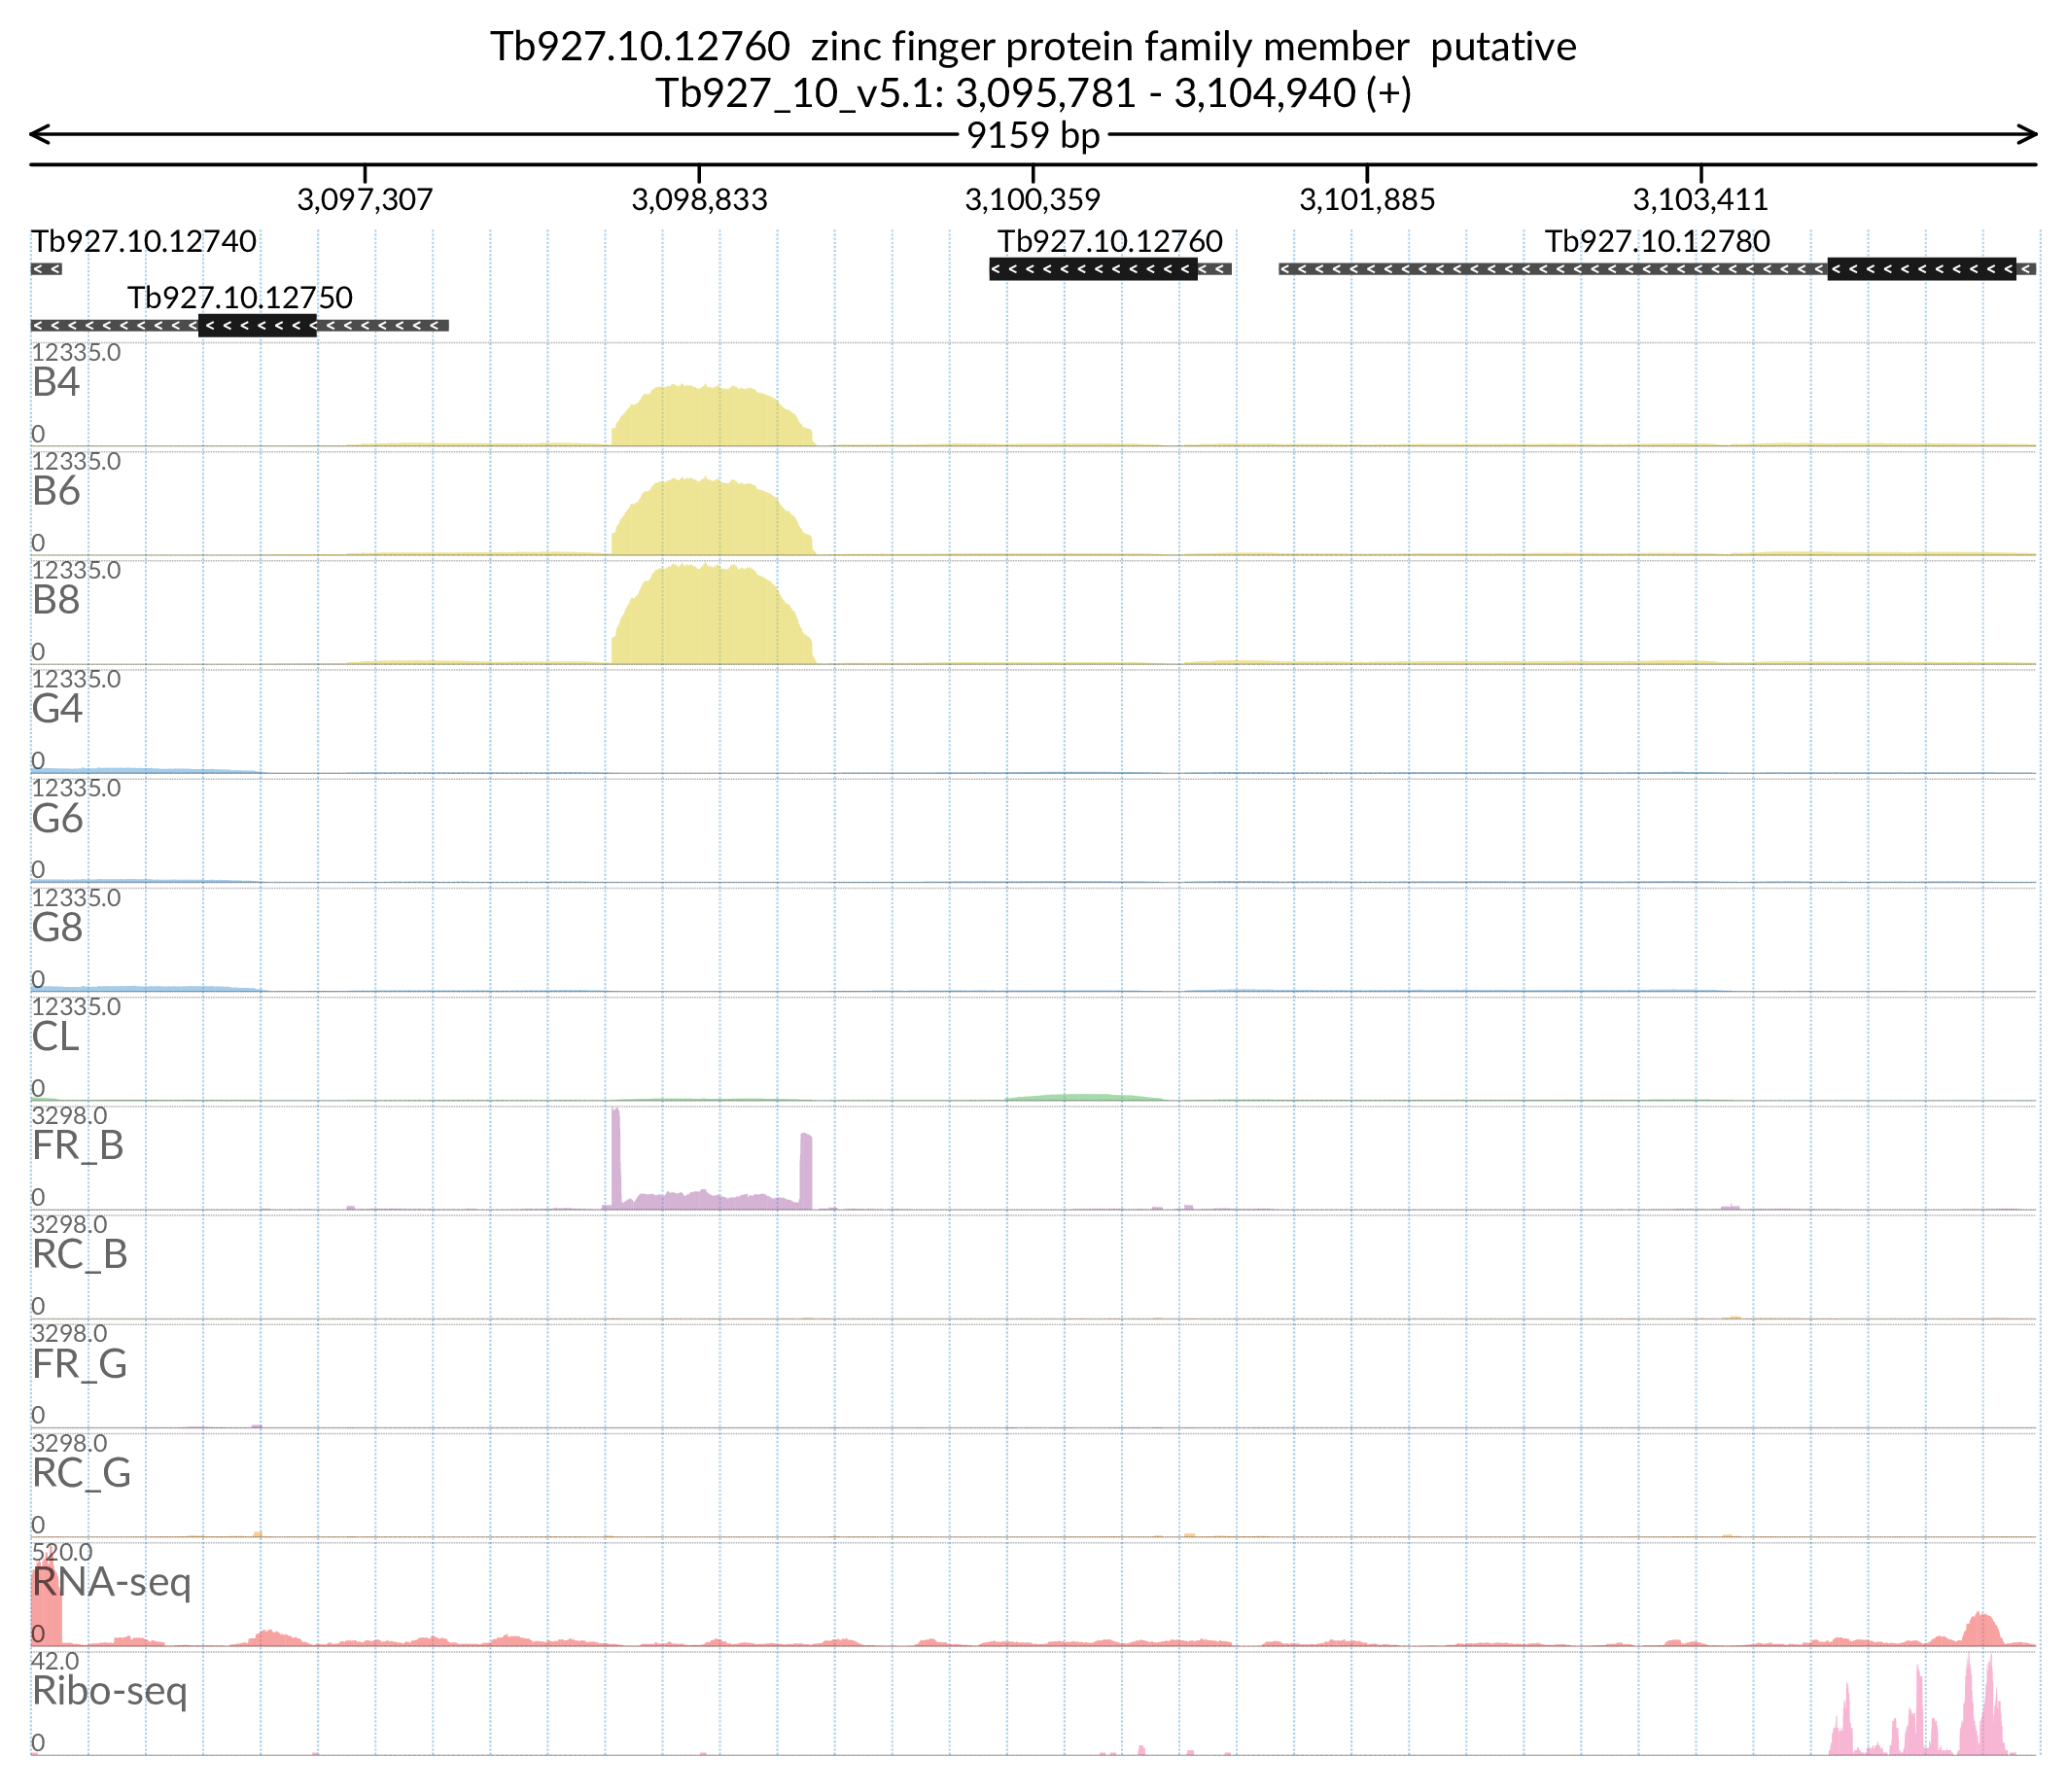 Tb927.10.12760  zinc finger protein family member  putative
Tb927_10_v5.1: 3,095,781 - 3,104,940 (+)
9159 bp
3,097,307 3,098,833 3,100,359 3,101,885 3,103,411
Tb927.10.12740 Tb927.10.12760 Tb927.10.12780
Tb927.10.12750
12335.0
B4
0
12335.0
B6
0
12335.0
B8
0
12335.0
G4
0
12335.0
G6
0
12335.0
G8
0
12335.0
CL
0
3298.0
FR_B
0
3298.0
RC_B
0
3298.0
FR_G
0
3298.0
RC_G
0
520.0
RNA-seq
0
42.0
Ribo-seq
0